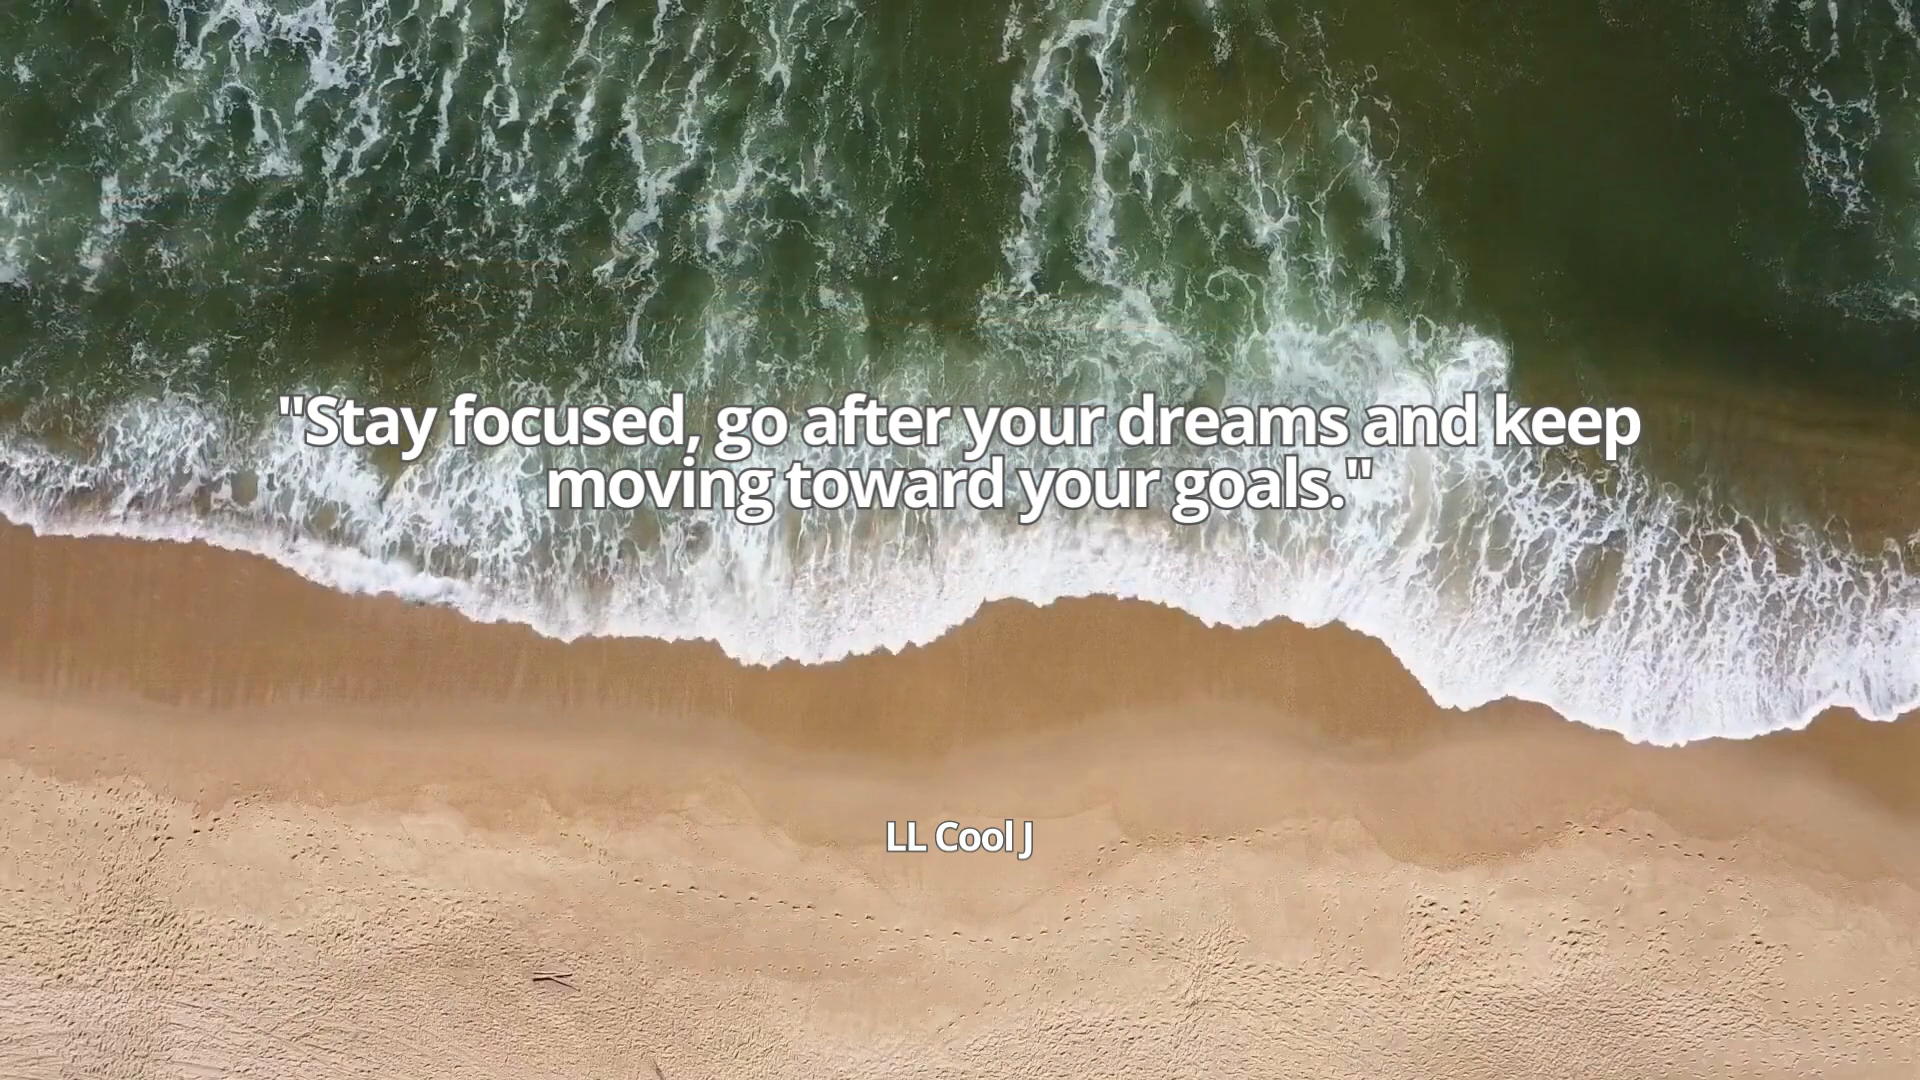 "Stay focused, go after your dreams and keep
moving toward your goals."
LL Cool J